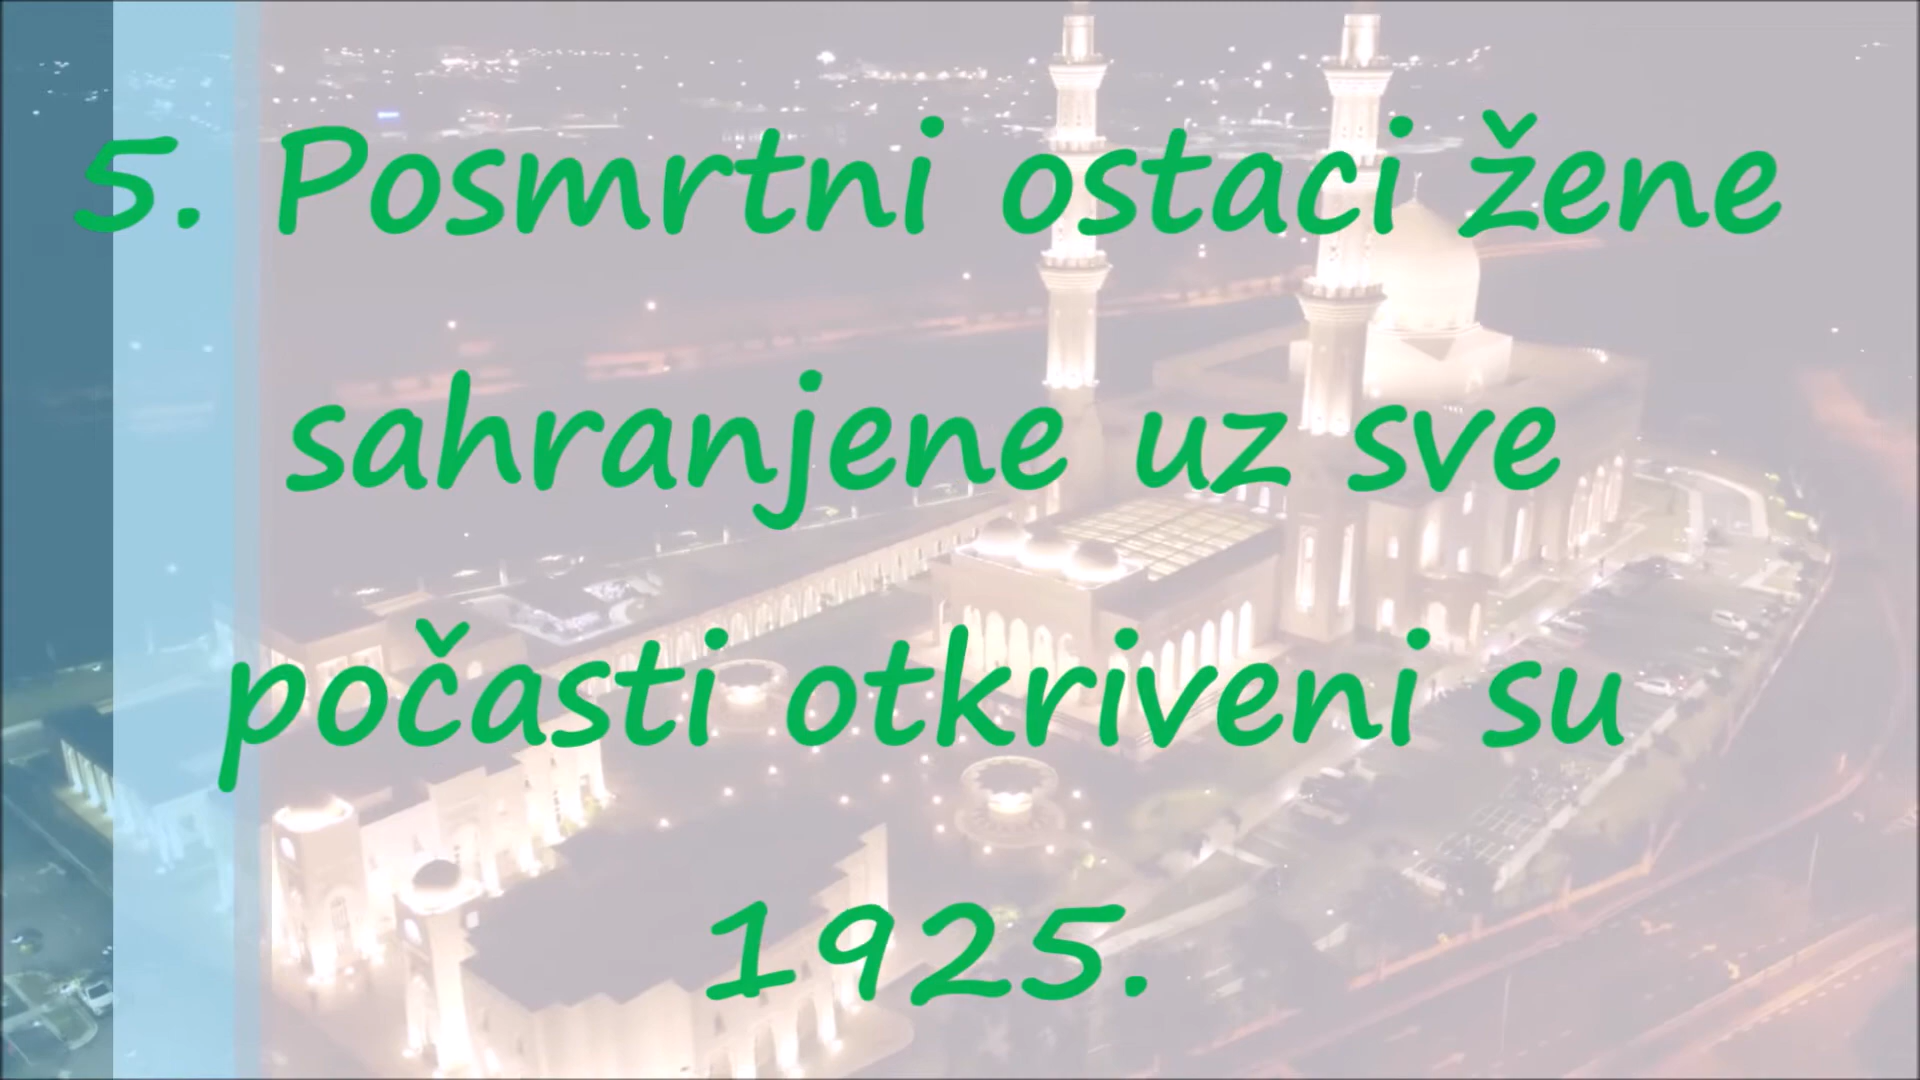 5. Posmrtni ostaci žene
sahranjene uz sve
počasti otkriveni su
1925.